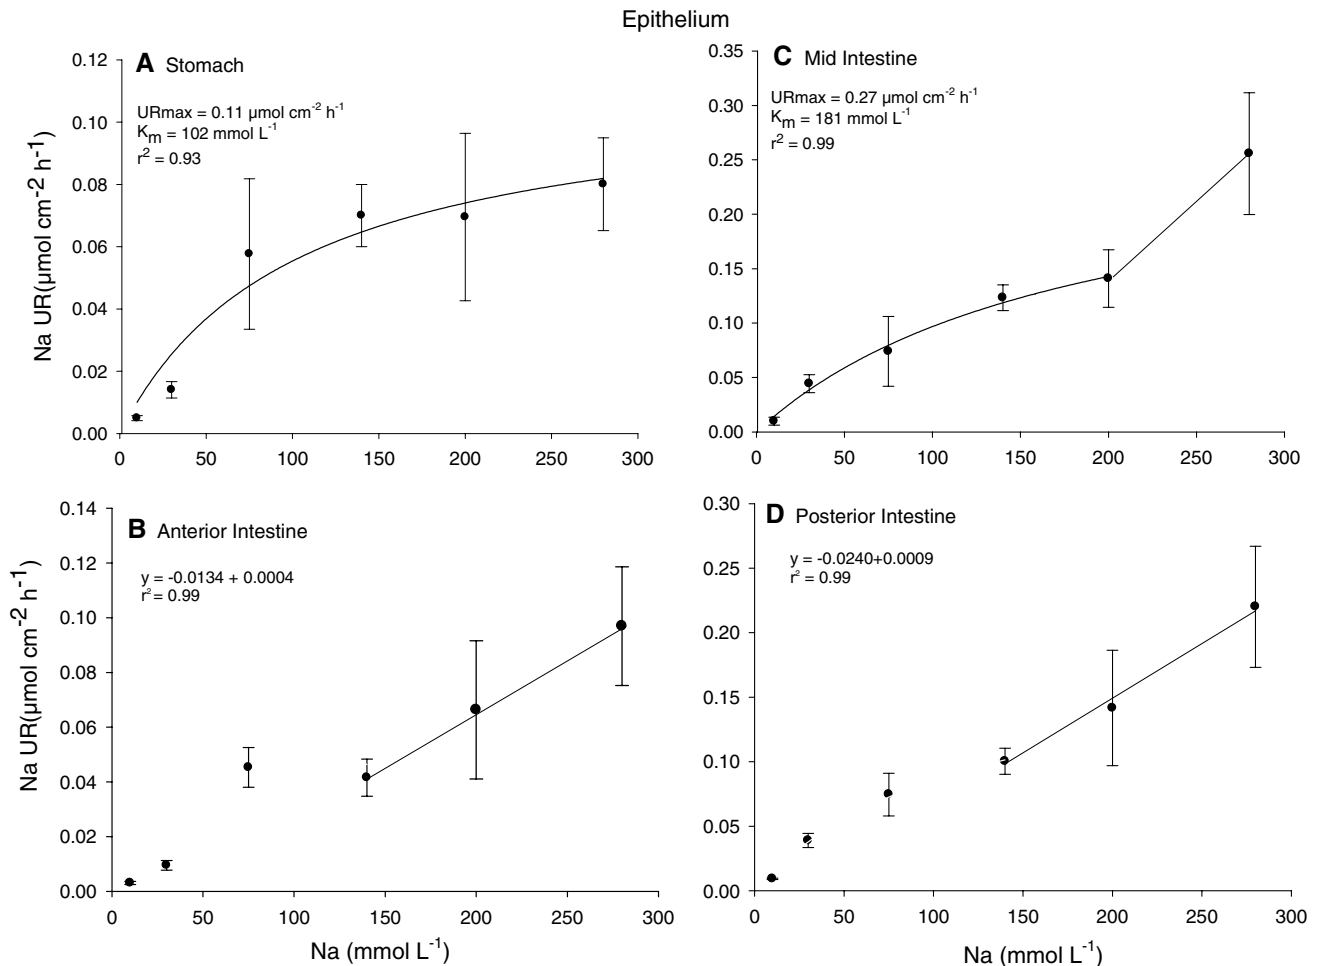 Epithelium
A Stomach
URmax = 0.11 µmol cm-2 h-1
Km = 102 mmol L-1
r2 = 0.93
Na UR(µmol cm-2 h-1)
0.12
0.10
0.08
0.06
0.04
0.02
0.00
0 50 100 150 200 250 300
C Mid Intestine
URmax = 0.27 µmol cm-2 h-1
Km = 181 mmol L-1
r2 = 0.99
0.35
0.30
0.25
0.20
0.15
0.10
0.05
0.00
0 50 100 150 200 250 300
B Anterior Intestine
y = -0.0134 + 0.0004
r2= 0.99
Na UR(µmol cm-2 h-1)
0.14
0.12
0.10
0.08
0.06
0.04
0.02
0.00
0 50 100 150 200 250 300
Na (mmol L-1)
D Posterior Intestine
y = -0.0240+0.0009
r2 = 0.99
0.30
0.25
0.20
0.15
0.10
0.05
0.00
0 50 100 150 200 250 300
Na (mmol L-1)